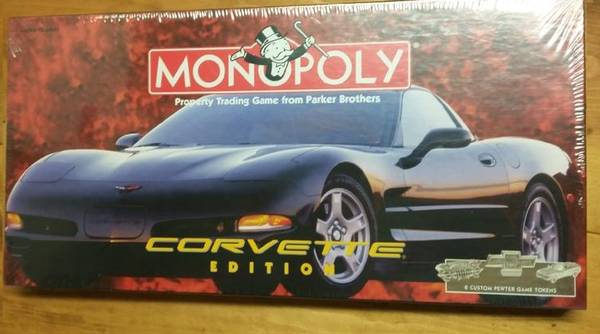 MONOPOLY
Property Trading Game from Parker Brothers
CORVETTE
EDITION
6 CUSTOM PEWTER GAME TOKENS